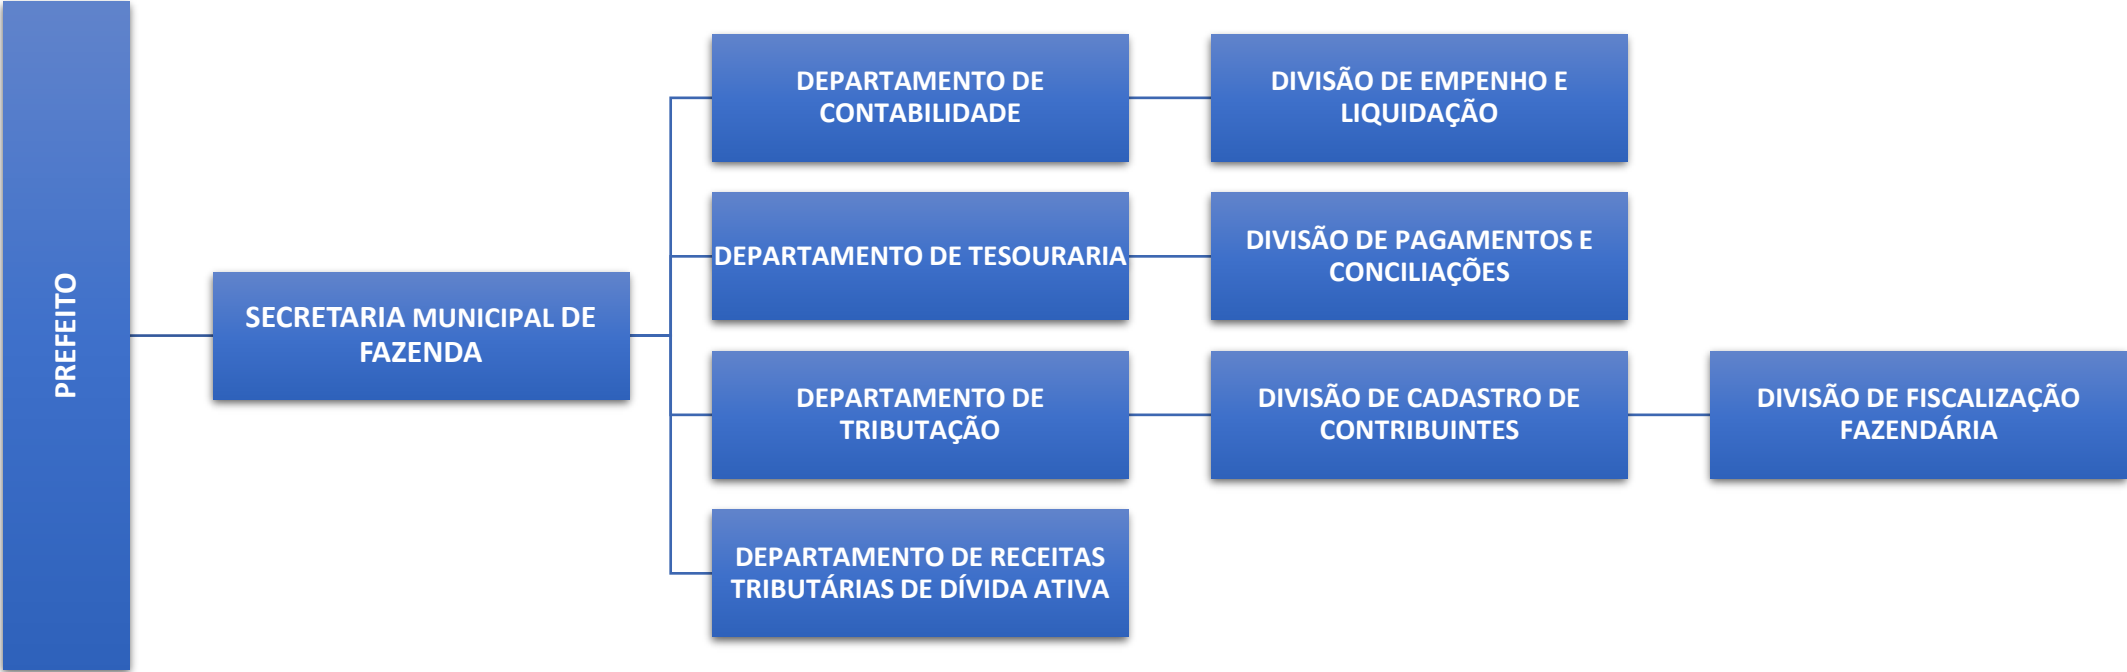 PREFEITO
SECRETARIA MUNICIPAL DE
FAZENDA
DEPARTAMENTO DE
CONTABILIDADE
DIVISÃO DE EMPENHO E
LIQUIDAÇÃO
DEPARTAMENTO DE TESOURARIA
DIVISÃO DE PAGAMENTOS E
CONCILIAÇÕES
DEPARTAMENTO DE
TRIBUTAÇÃO
DIVISÃO DE CADASTRO DE
CONTRIBUINTES
DIVISÃO DE FISCALIZAÇÃO
FAZENDÁRIA
DEPARTAMENTO DE RECEITAS
TRIBUTÁRIAS DE DÍVIDA ATIVA